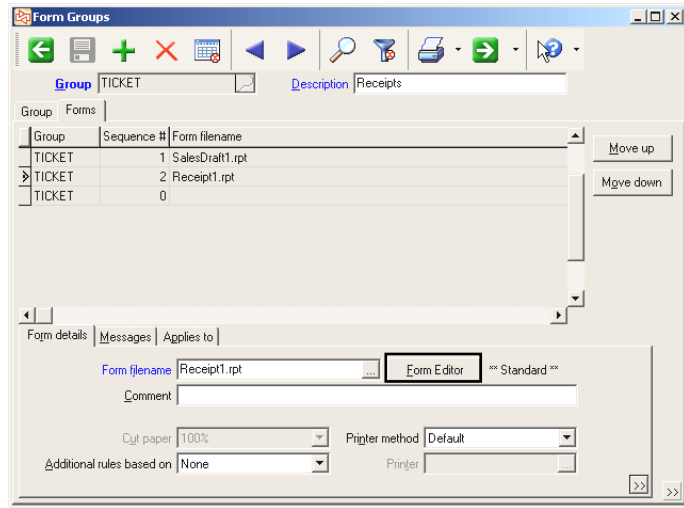 Form Groups
Group TICKET Description Receipts
Group Forms
Group Sequence # Form filename
TICKET 1 SalesDraft1.rpt
TICKET 2 Receipt1.rpt
TICKET 0
Move up
Move down
Form details Messages Applies to
Form filename Receipt1.rpt ... Form Editor ** Standard **
Comment
Cut paper 100% Printer method Default
Additional rules based on None Printer ...
>> >>